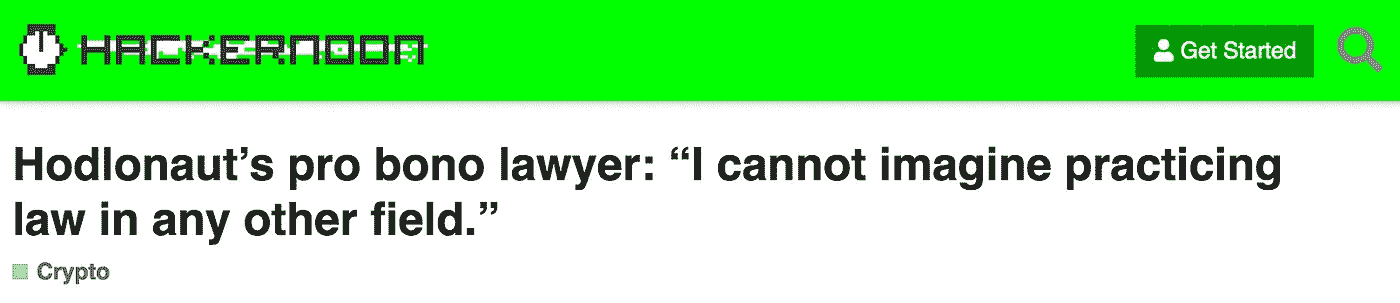 HACKERNOON
Get Started
Hodlonaut’s pro bono lawyer: “I cannot imagine practicing
law in any other field.”
Crypto